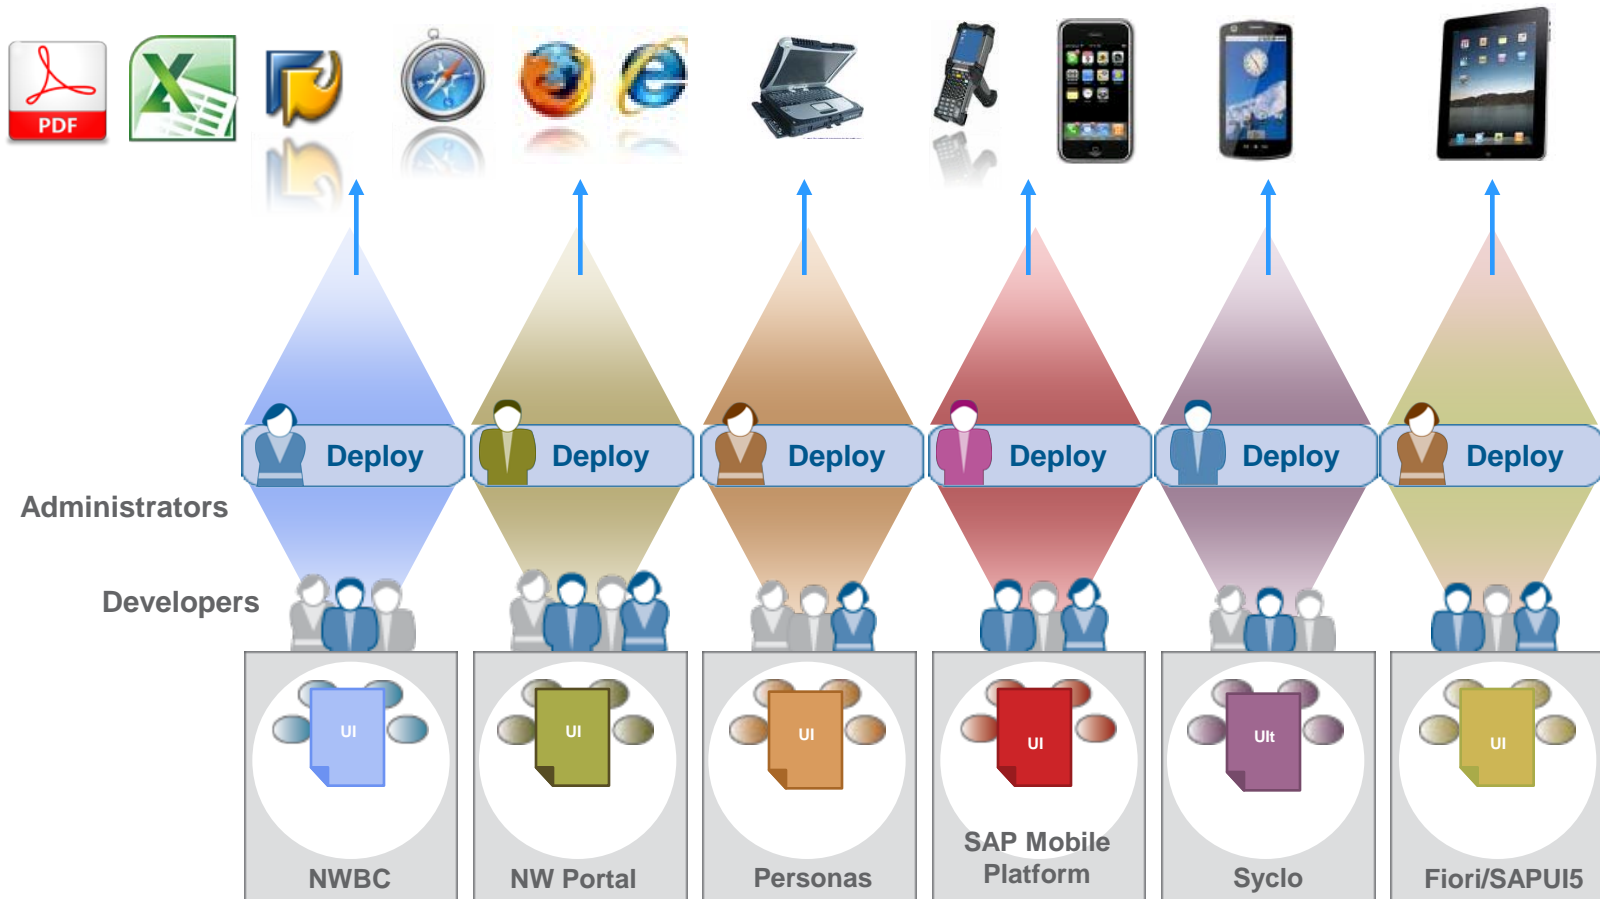 PDF
Deploy
Deploy
Deploy
Deploy
Deploy
Deploy
Administrators
Developers
UI
UI
UI
UI
UIt
UI
NWBC
NW Portal
Personas
SAP Mobile
Platform
Syclo
Fiori/SAPUI5